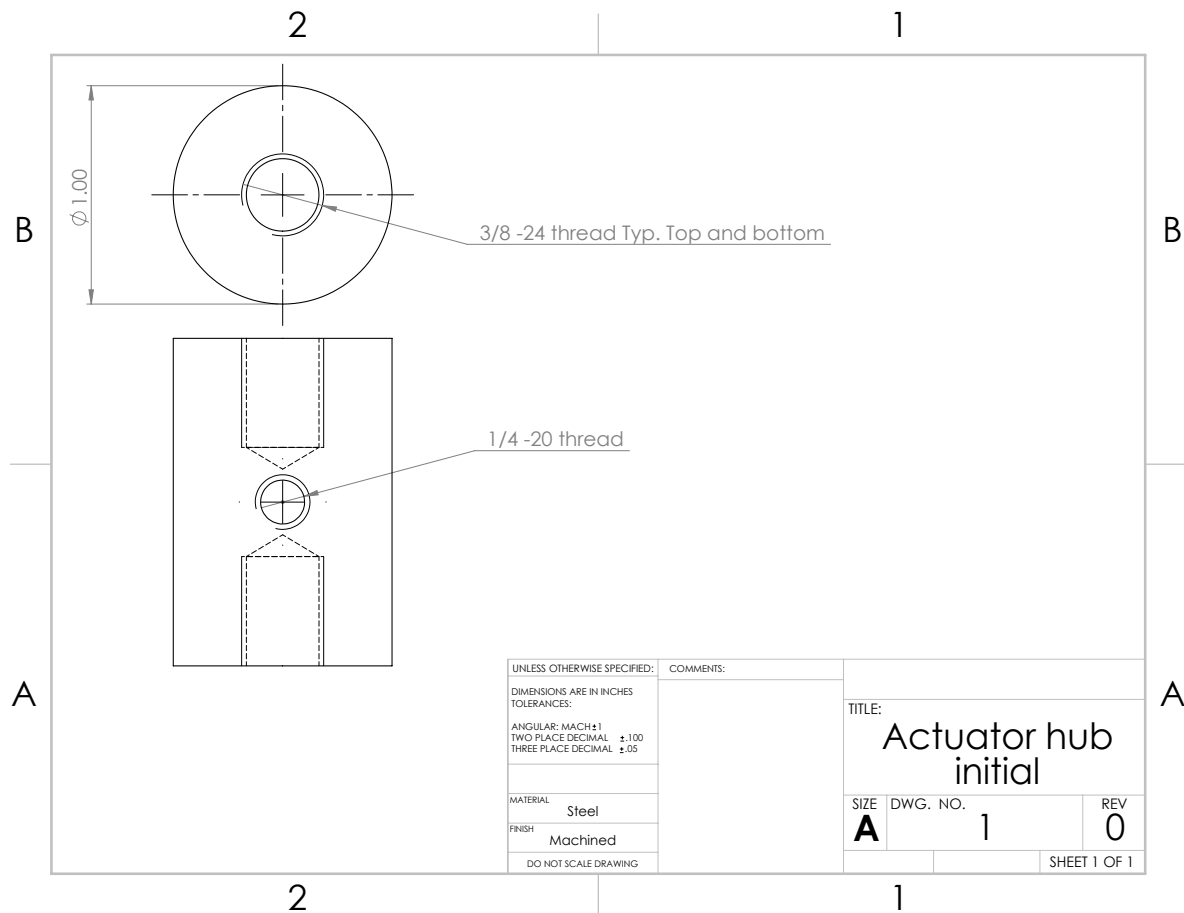 2
1
∅ 1.00
B
B
3/8 -24 thread Typ. Top and bottom
1/4 -20 thread
A
A
UNLESS OTHERWISE SPECIFIED:
DIMENSIONS ARE IN INCHES
TOLERANCES:
ANGULAR: MACH±1
TWO PLACE DECIMAL ±.100
THREE PLACE DECIMAL ±.05
MATERIAL
Steel
FINISH
Machined
DO NOT SCALE DRAWING
COMMENTS:
TITLE:
Actuator hub
initial
SIZE
A
DWG. NO.
1
REV
0
SHEET 1 OF 1
2
1